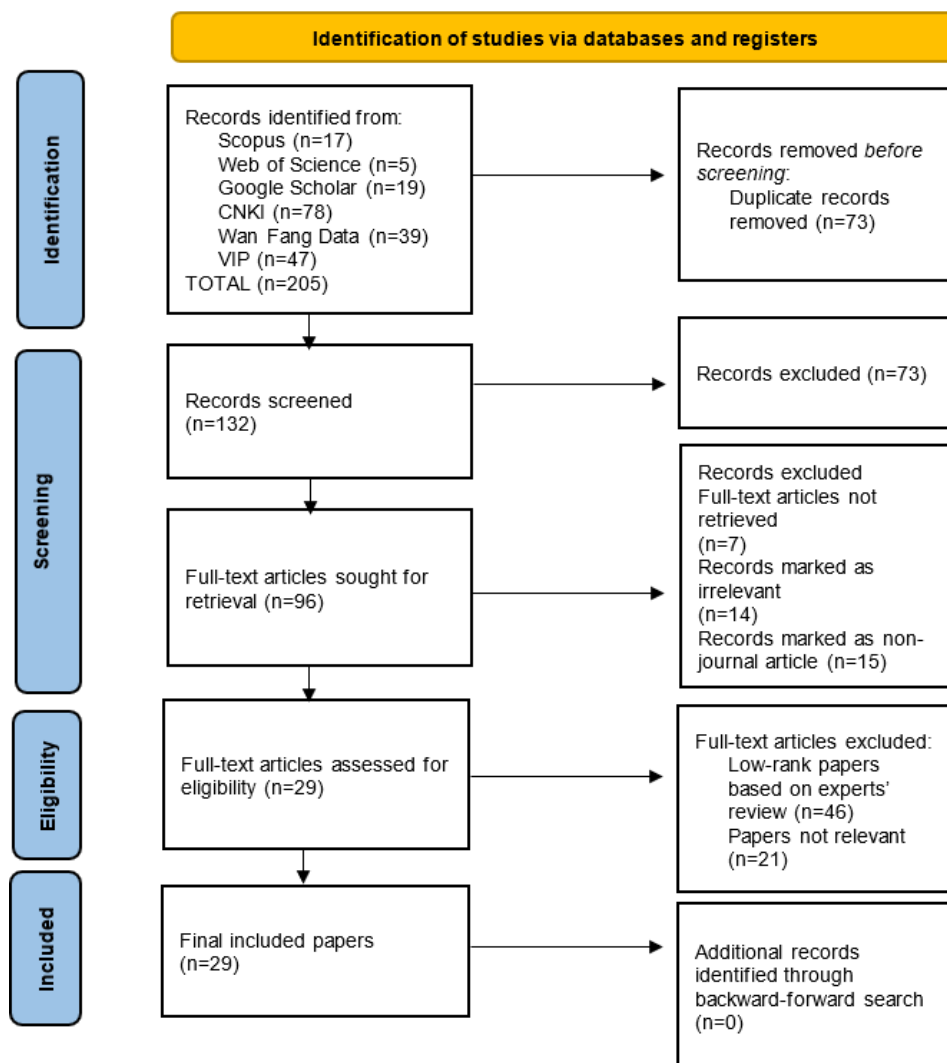 Identification of studies via databases and registers
Identification
Records identified from:
Scopus (n=17)
Web of Science (n=5)
Google Scholar (n=19)
CNKI (n=78)
Wan Fang Data (n=39)
VIP (n=47)
TOTAL (n=205)
Records removed before
screening:
Duplicate records
removed (n=73)
Screening
Records screened
(n=132)
Records excluded (n=73)
Full-text articles sought for
retrieval (n=96)
Records excluded
Full-text articles not
retrieved
(n=7)
Records marked as
irrelevant
(n=14)
Records marked as non-
journal article (n=15)
Eligibility
Full-text articles assessed for
eligibility (n=29)
Full-text articles excluded:
Low-rank papers
based on experts’
review (n=46)
Papers not relevant
(n=21)
Included
Final included papers
(n=29)
Additional records
identified through
backward-forward search
(n=0)